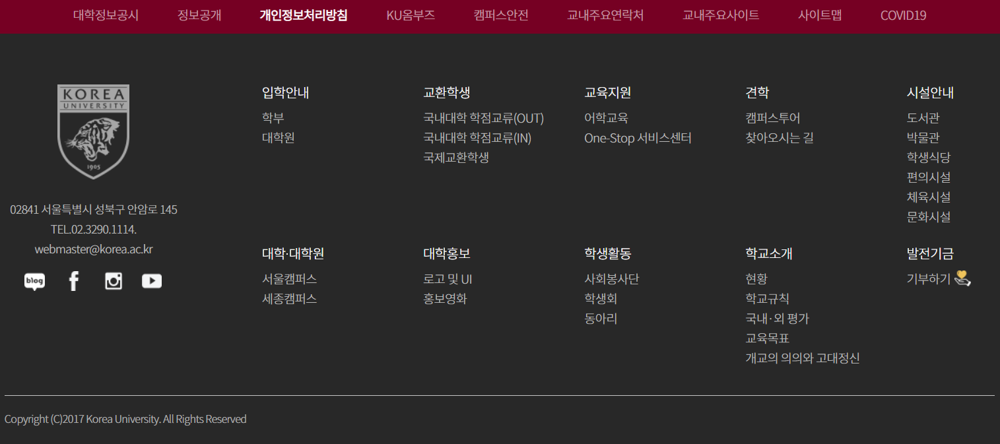 대학정보공시 정보공개 개인정보처리방침 KU옴부즈 캠퍼스안전 교내주요연락처 교내주요사이트 사이트맵 COVID19
KOREA
UNIVERSITY
1905
02841 서울특별시 성북구 안암로 145
TEL.02.3290.1114.
webmaster@korea.ac.kr
blog
입학안내
학부
대학원
교환학생
국내대학 학점교류(OUT)
국내대학 학점교류(IN)
국제교환학생
교육지원
어학교육
One-Stop 서비스센터
견학
캠퍼스투어
찾아오시는 길
시설안내
도서관
박물관
학생식당
편의시설
체육시설
문화시설
대학·대학원
서울캠퍼스
세종캠퍼스
대학홍보
로고 및 UI
홍보영화
학생활동
사회봉사단
학생회
동아리
학교소개
현황
학교규칙
국내·외 평가
교육목표
개교의 의의와 고대정신
발전기금
기부하기
Copyright (C)2017 Korea University. All Rights Reserved